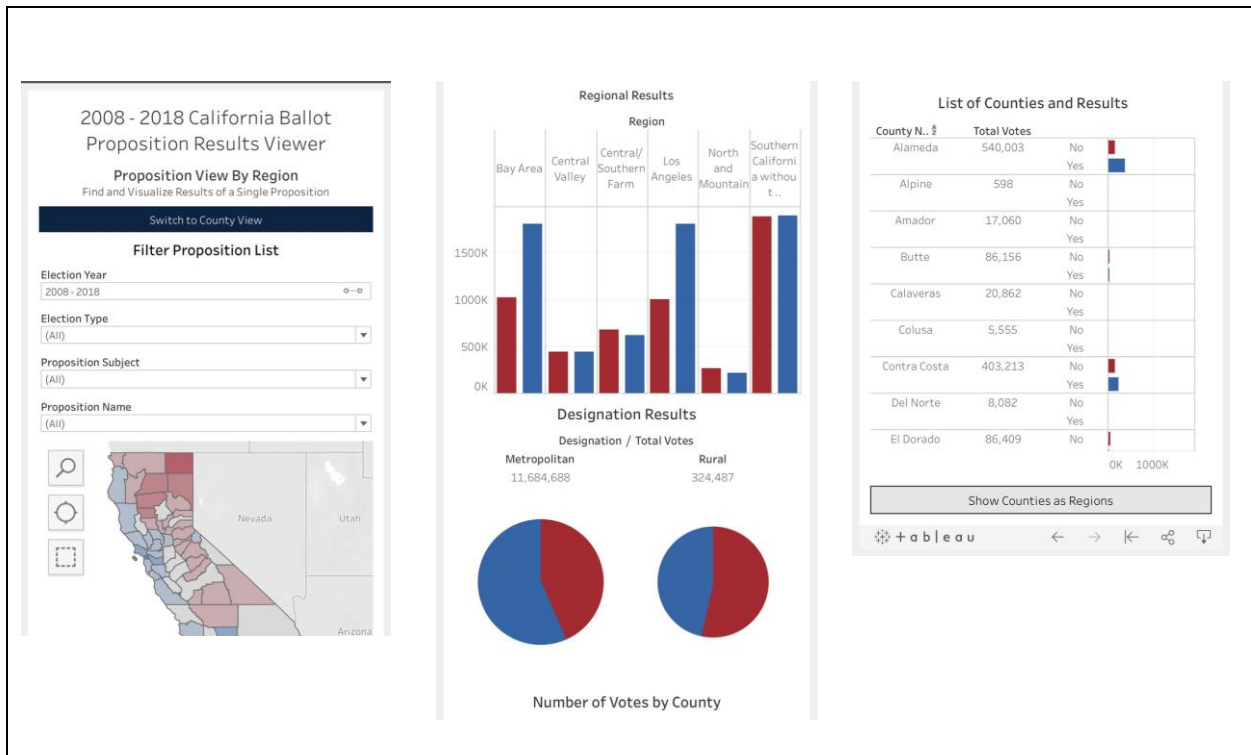 2008 - 2018 California Ballot
Proposition Results Viewer
Proposition View By Region
Find and Visualize Results of a Single Proposition
Switch to County View
Filter Proposition List
Election Year
2008 - 2018
Election Type
(All)
Proposition Subject
(All)
Proposition Name
(All)
Nevada
Utah
Arizona
Regional Results
Region
Bay Area
Central
Valley
Central/
Southern
Farm
Los
Angeles
North
and
Mountain
Southern
Californi
a withou
t ..
1500K
1000K
500K
0K
Designation Results
Designation / Total Votes
Metropolitan
Rural
11,684,688
324,487
Number of Votes by County
List of Counties and Results
County N.. Total Votes
Alameda 540,003 No
Yes
Alpine 598 No
Yes
Amador 17,060 No
Yes
Butte 86,156 No
Yes
Calaveras 20,862 No
Yes
Colusa 5,555 No
Yes
Contra Costa 403,213 No
Yes
Del Norte 8,082 No
Yes
El Dorado 86,409 No
0K 1000K
Show Counties as Regions
+ a b | e a u